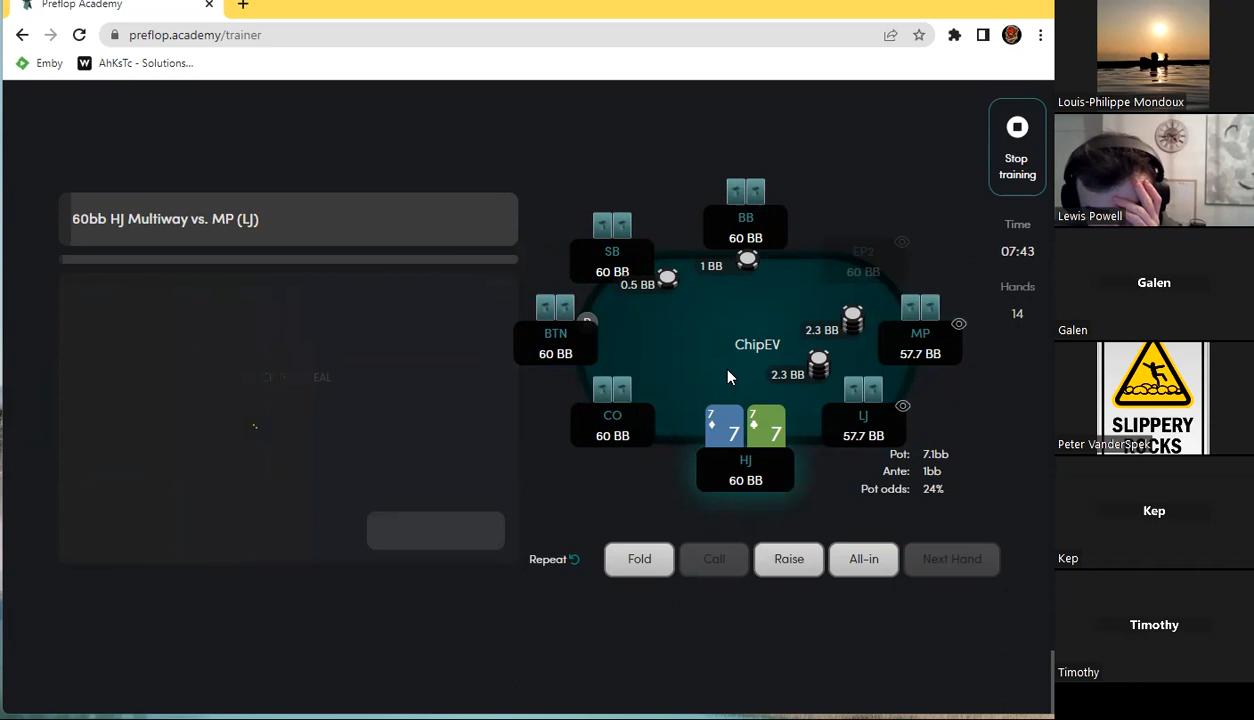 Preflop Academy
preflop.academy/trainer
Emby
AhKsTc - Solutions...
60bb HJ Multiway vs. MP (LJ)
Stop
training
Time
07:43
Hands
14
BB
60 BB
SB
60 BB
1 BB
0.5 BB
EP2
60 BB
BTN
60 BB
2.3 BB
MP
57.7 BB
ChipEV
2.3 BB
CO
60 BB
7
7
7
7
LJ
57.7 BB
HJ
60 BB
Pot: 7.1bb
Ante: 1bb
Pot odds: 24%
Repeat
Fold
Call
Raise
All-in
Next Hand
Louis-Philippe Mondoux
Lewis Powell
Galen
Galen
SLIPPERY
ROCKS
Peter VanderSpek
Kep
Kep
Timothy
Timothy